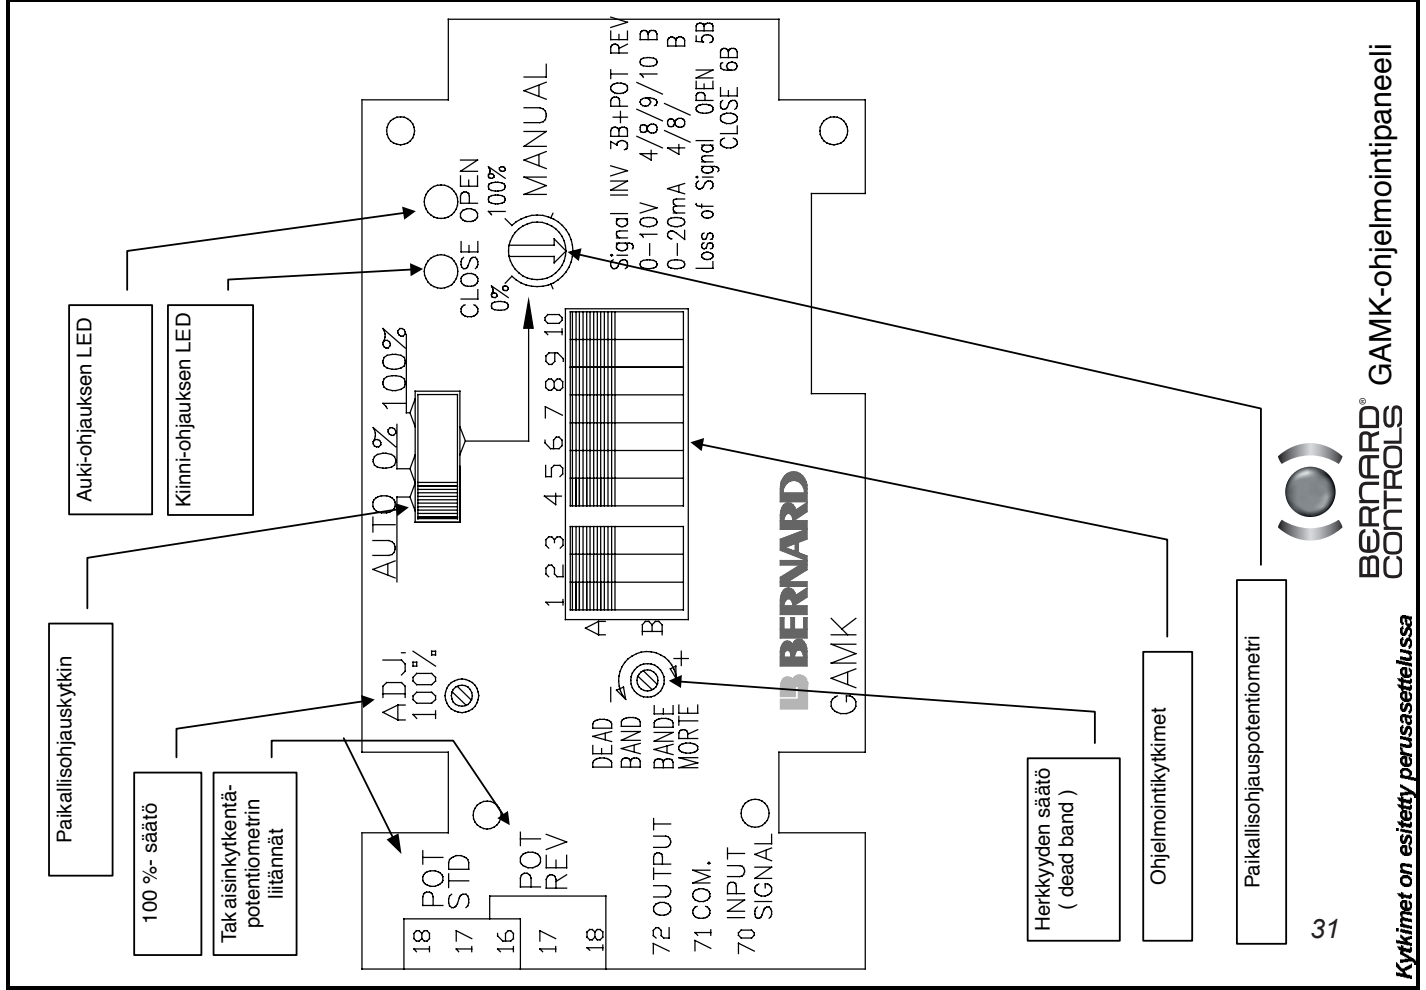 GAMK-ohjelmointipaneeli
BERNARD®
CONTROLS
Kytkimet on esitetty perusasettelussa
31
Paikallisohjauskytkin
100 %- säätö
Takaisinkytkentä-
potentiometrin
liitännät
Auki-ohjauksen LED
Kiinni-ohjauksen LED
Herkkyyden säätö
( dead band )
Ohjelmointikytkimet
Paikallisohjauspotentiometri
ADJ.
100%
AUTO 0% 100%
CLOSE OPEN
0% 100%
MANUAL
POT
STD
POT
REV
18
17
16
17
18
72 OUTPUT
71 COM.
70 INPUT
SIGNAL
DEAD
BAND
BANDE
MORTE
- +
1 2 3 4 5 6 7 8 9 10
A
B
Signal INV 3B+POT REV
0-10V 4/8/9/10 B
0-20mA 4/8/ B
Loss of Signal OPEN 5B
CLOSE 6B
LB BERNARD
GAMK